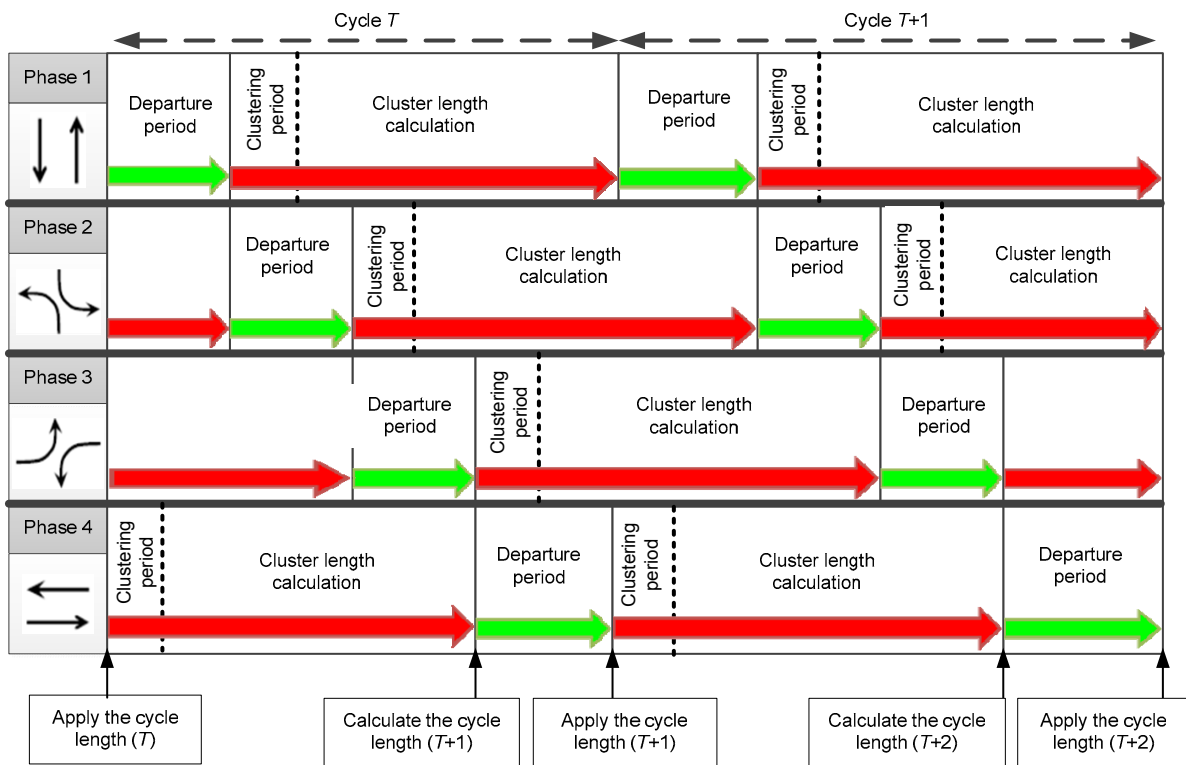 Cycle T
Cycle T+1
Phase 1
Departure
period
Clustering
period
Cluster length
calculation
Departure
period
Clustering
period
Cluster length
calculation
Phase 2
Departure
period
Clustering
period
Cluster length
calculation
Departure
period
Clustering
period
Cluster length
calculation
Phase 3
Departure
period
Clustering
period
Cluster length
calculation
Departure
period
Phase 4
Clustering
period
Cluster length
calculation
Departure
period
Clustering
period
Cluster length
calculation
Departure
period
Apply the cycle
length (T)
Calculate the cycle
length (T+1)
Apply the cycle
length (T+1)
Calculate the cycle
length (T+2)
Apply the cycle
length (T+2)